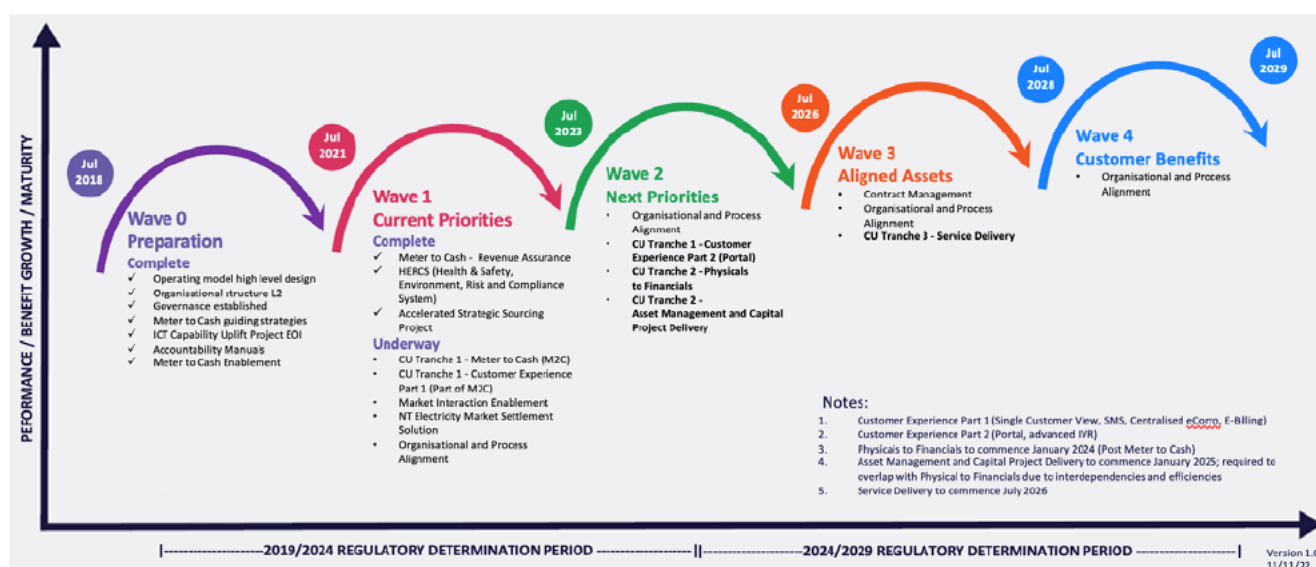 PEFORMANCE / BENEFIT GROWTH / MATURITY
Jul
2018
Wave 0
Preparation
Complete
✓ Operating model high level design
✓ Organisational structure L2
✓ Governance established
✓ Meter to Cash guiding strategies
✓ ICT Capability Uplift Project EOI
✓ Accountability Manuals
✓ Meter to Cash Enablement
Jul
2021
Wave 1
Current Priorities
Complete
✓ Meter to Cash - Revenue Assurance
✓ HERCS (Health & Safety,
Environment, Risk and Compliance
System)
✓ Accelerated Strategic Sourcing
Project
Underway
• CU Tranche 1 - Meter to Cash (M2C)
• CU Tranche 1 - Customer Experience
Part 1 (Part of M2C)
• Market Interaction Enablement
• NT Electricity Market Settlement
Solution
• Organisational and Process
Alignment
Jul
2023
Wave 2
Next Priorities
• Organisational and Process
Alignment
• CU Tranche 1 - Customer
Experience Part 2 (Portal)
• CU Tranche 2 - Physicals
to Financials
• CU Tranche 2 -
Asset Management and Capital
Project Delivery
Jul
2026
Wave 3
Aligned Assets
• Contract Management
• Organisational and Process
Alignment
• CU Tranche 3 - Service Delivery
Jul
2028
Wave 4
Customer Benefits
• Organisational and Process
Alignment
Jul
2029
Notes:
1. Customer Experience Part 1 (Single Customer View, SMS, Centralised eCorro, E-Billing)
2. Customer Experience Part 2 (Portal, advanced IVR)
3. Physicals to Financials to commence January 2024 (Post Meter to Cash)
4. Asset Management and Capital Project Delivery to commence January 2025; required to
overlap with Physical to Financials due to interdependencies and efficiencies
5. Service Delivery to commence July 2026
|---------------------2019/2024 REGULATORY DETERMINATION PERIOD --------------------||---------------------2024/2029 REGULATORY DETERMINATION PERIOD ---------------------|
Version 1.0
11/11/22